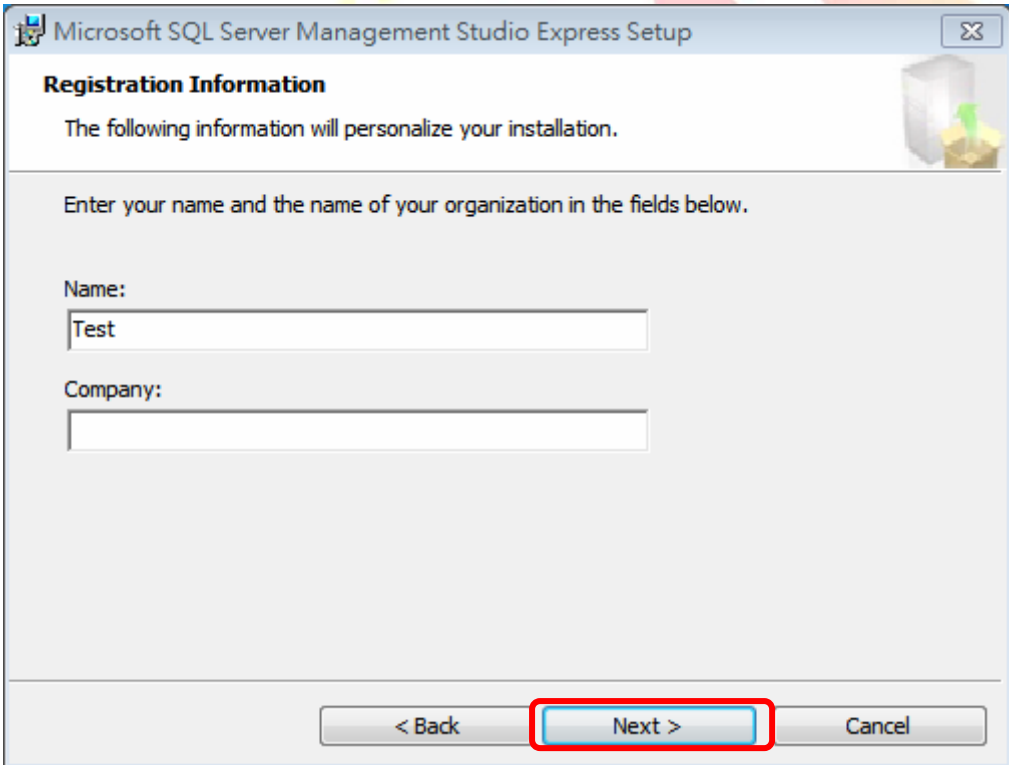 Microsoft SQL Server Management Studio Express Setup
Registration Information
The following information will personalize your installation.
Enter your name and the name of your organization in the fields below.
Name:
Test
Company:
< Back
Next >
Cancel